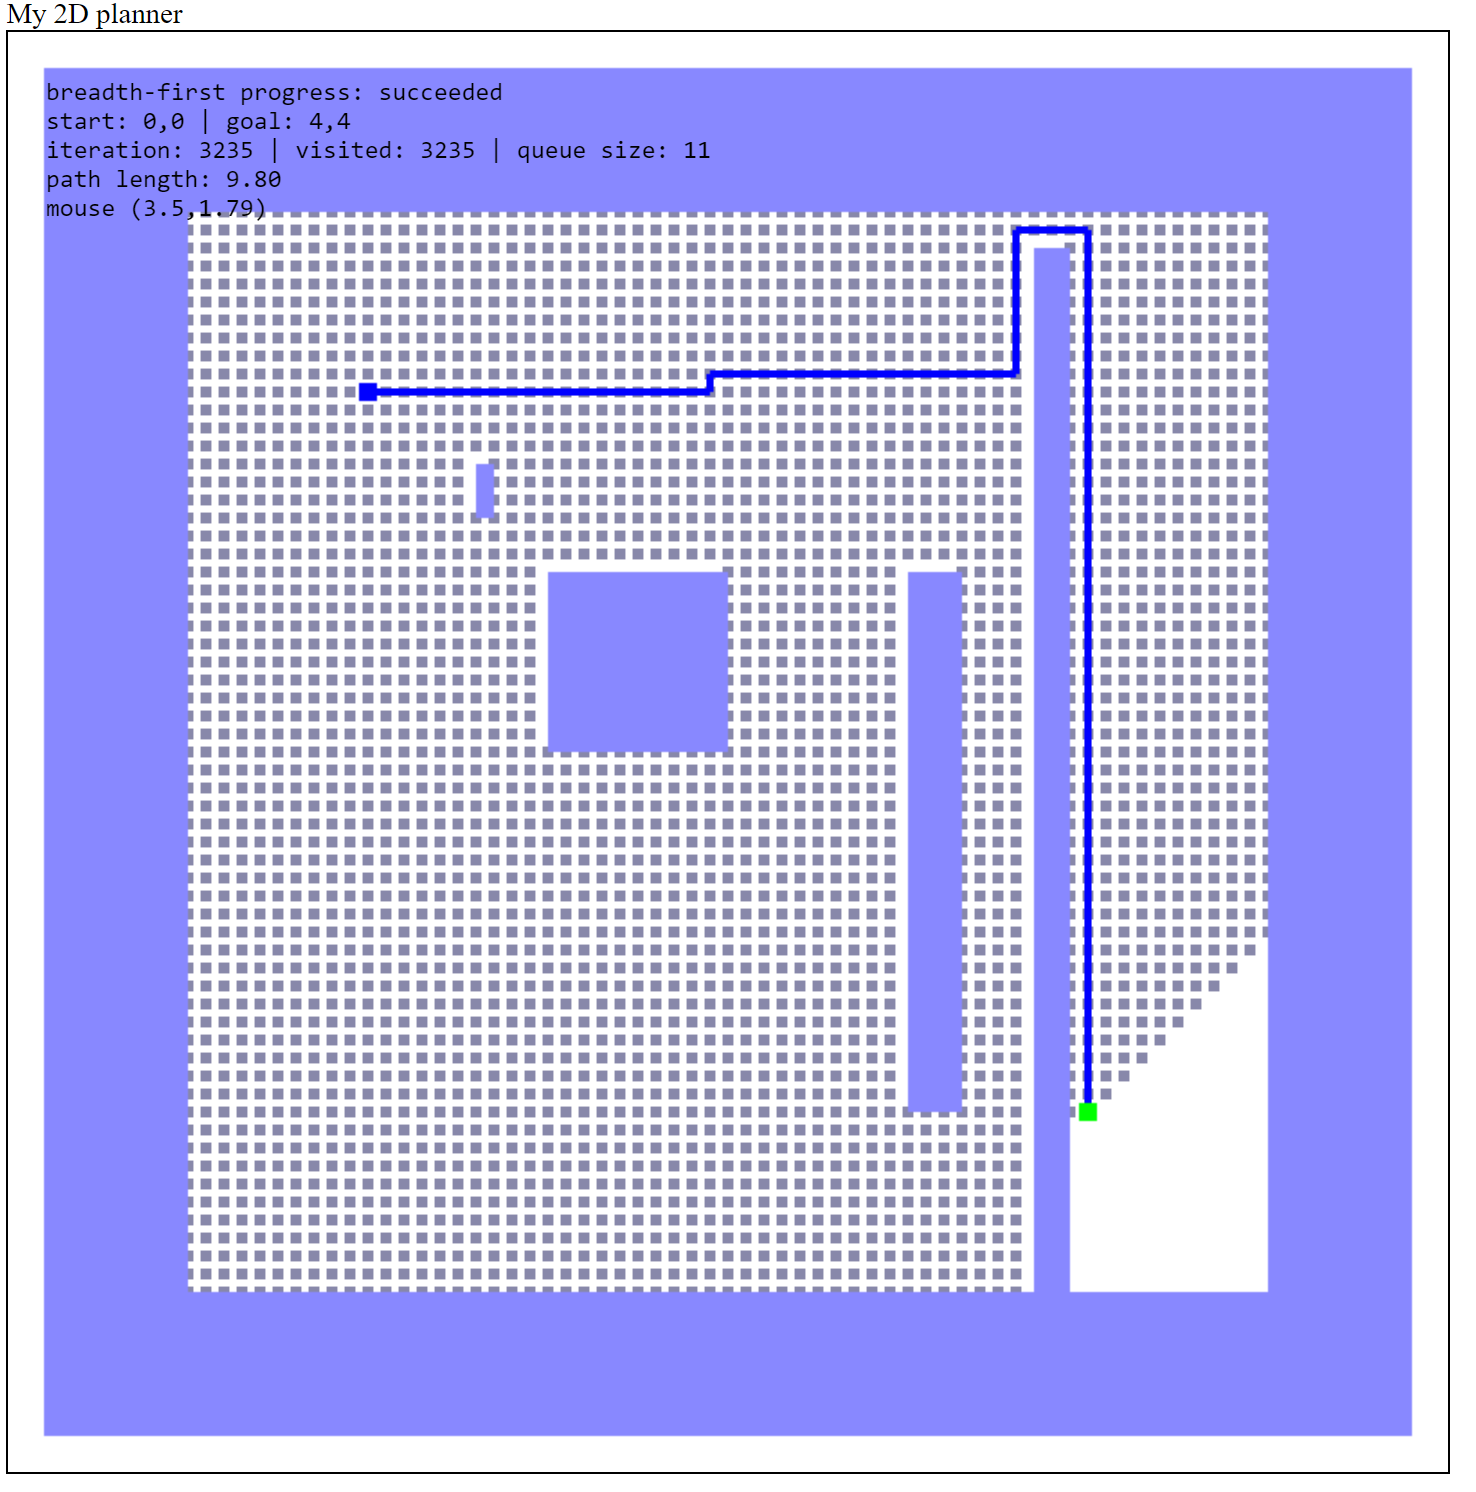 My 2D planner
breadth-first progress: succeeded
start: 0,0 | goal: 4,4
iteration: 3235 | visited: 3235 | queue size: 11
path length: 9.80
mouse (3.5,1.79)